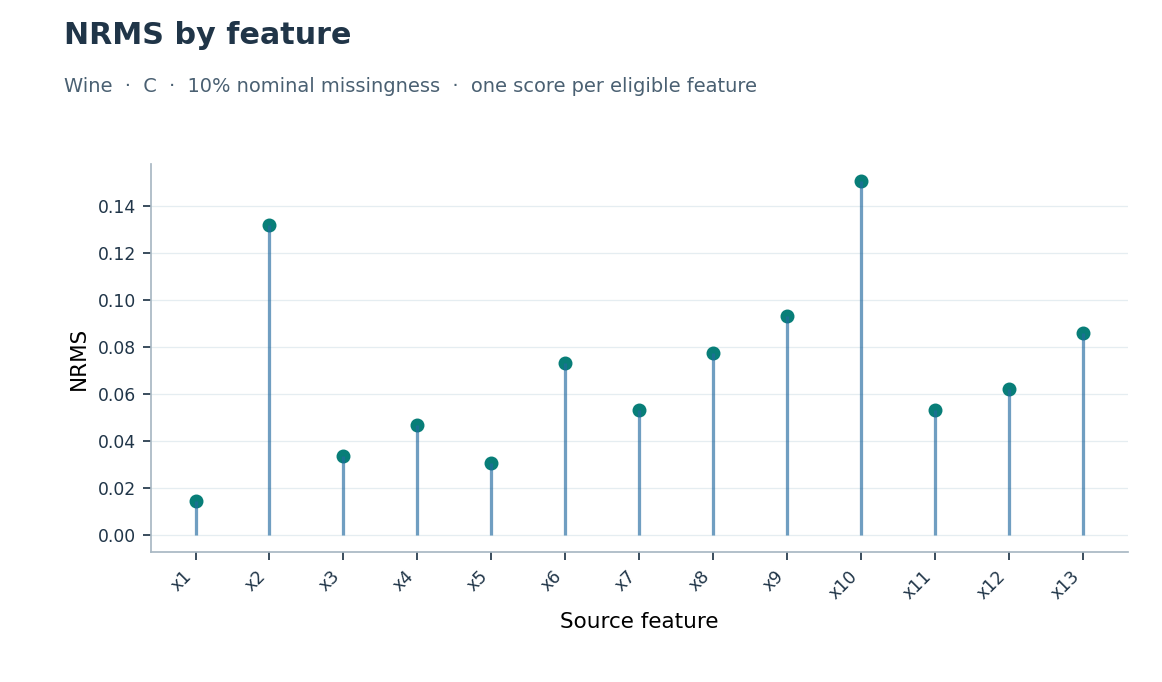 NRMS by feature
Wine · C · 10% nominal missingness · one score per eligible feature
NRMS
0.14
0.12
0.10
0.08
0.06
0.04
0.02
0.00
x1 x2 x3 x4 x5 x6 x7 x8 x9 x10 x11 x12 x13
Source feature